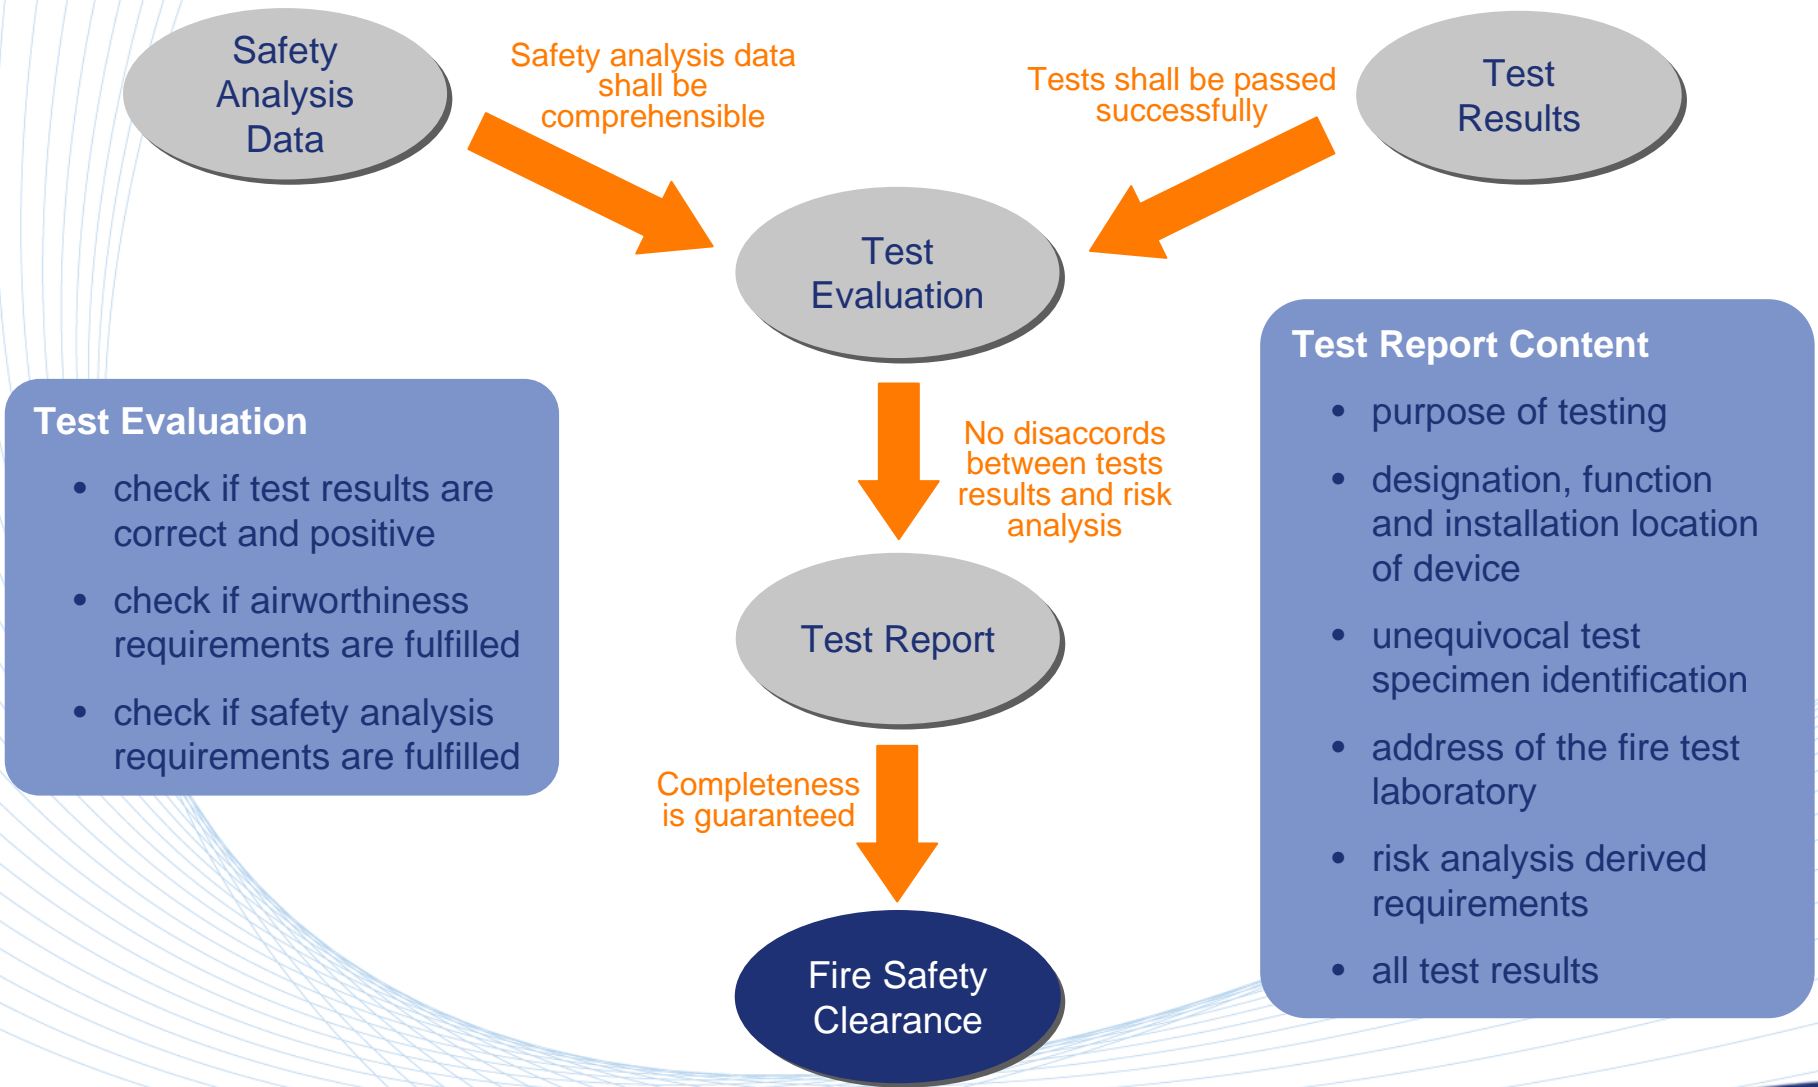 Safety
Analysis
Data
Safety analysis data
shall be
comprehensible
Tests shall be passed
successfully
Test
Results
Test
Evaluation
Test Evaluation
• check if test results are
correct and positive
• check if airworthiness
requirements are fulfilled
• check if safety analysis
requirements are fulfilled
No disaccords
between tests
results and risk
analysis
Test Report
Completeness
is guaranteed
Fire Safety
Clearance
Test Report Content
• purpose of testing
• designation, function
and installation location
of device
• unequivocal test
specimen identification
• address of the fire test
laboratory
• risk analysis derived
requirements
• all test results